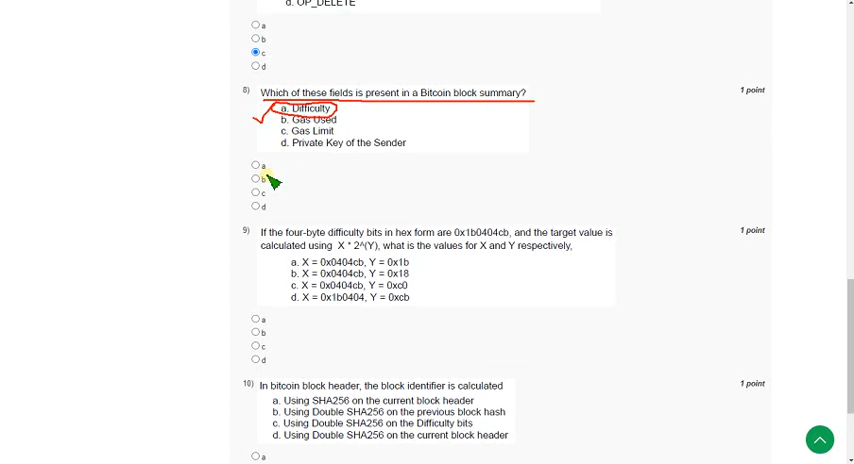 d. OP_DELETE
a
b
c
d
8) Which of these fields is present in a Bitcoin block summary? 1 point
a. Difficulty
b. Gas Used
c. Gas Limit
d. Private Key of the Sender
a
b
c
d
9) If the four-byte difficulty bits in hex form are 0x1b0404cb, and the target value is 1 point
calculated using X * 2^(Y), what is the values for X and Y respectively,
a. X = 0x0404cb, Y = 0x1b
b. X = 0x0404cb, Y = 0x18
c. X = 0x0404cb, Y = 0xc0
d. X = 0x1b0404, Y = 0xcb
a
b
c
d
10) In bitcoin block header, the block identifier is calculated 1 point
a. Using SHA256 on the current block header
b. Using Double SHA256 on the previous block hash
c. Using Double SHA256 on the Difficulty bits
d. Using Double SHA256 on the current block header
a